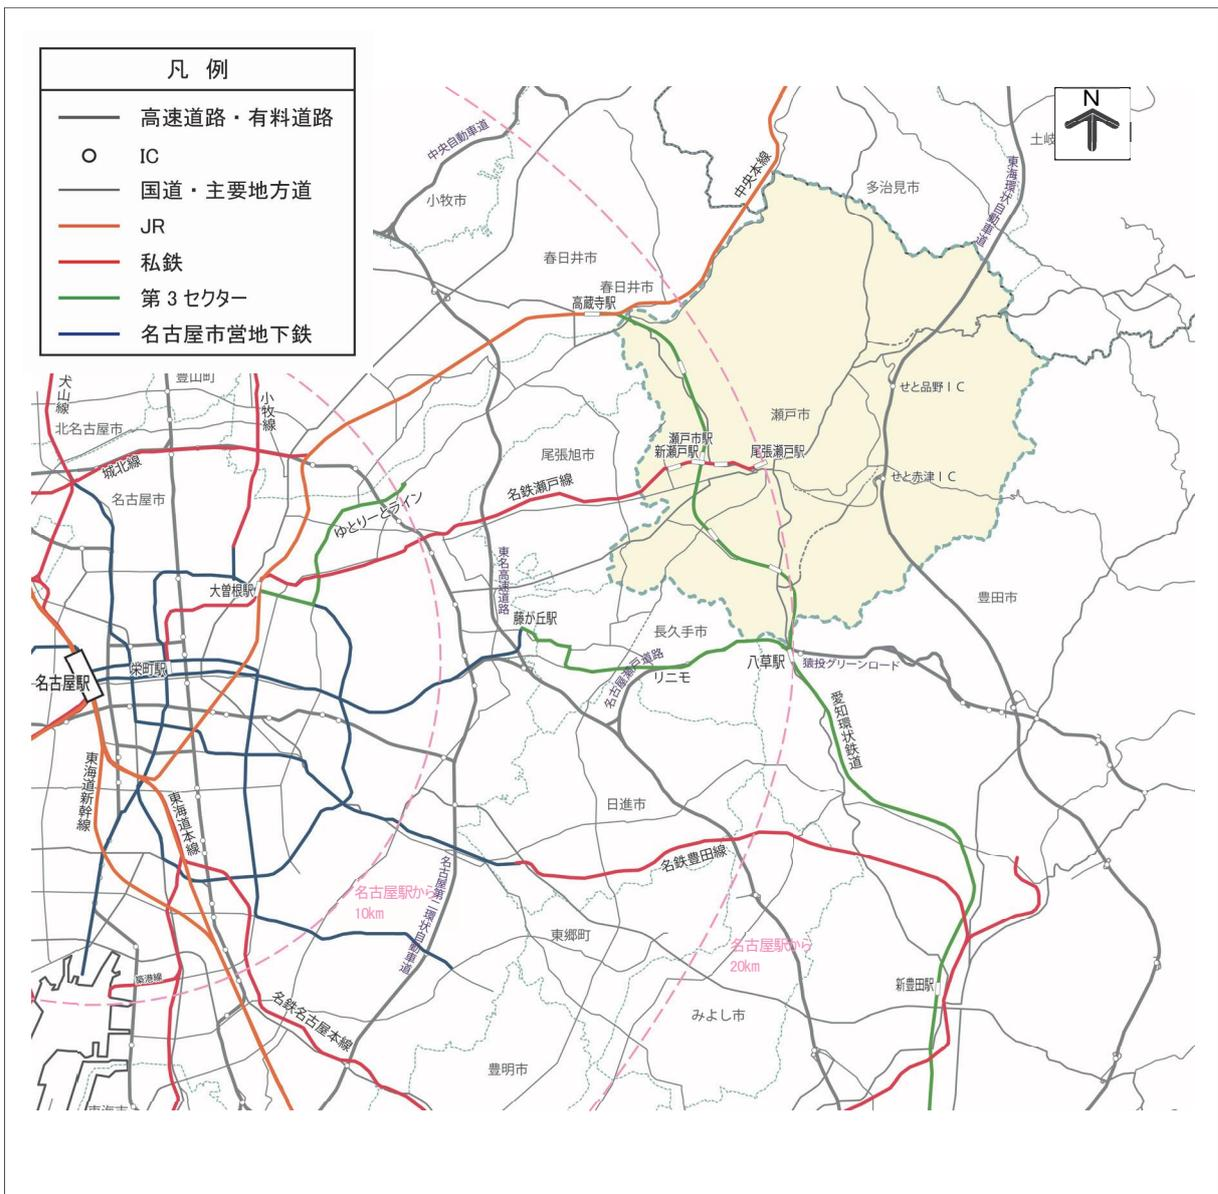 凡 例
高速道路・有料道路
IC
国道・主要地方道
JR
私鉄
第3セクター
名古屋市営地下鉄
N
土岐
中央自動車道
小牧市
中央本線
多治見市
東海環状自動車道
春日井市
春日井市
高蔵寺駅
犬山線
豊山町
小牧線
せと品野IC
北名古屋市
瀬戸市
瀬戸市駅
新瀬戸駅
尾張瀬戸駅
尾張旭市
城北線
名古屋市
名鉄瀬戸線
せと赤津IC
ゆとりーとライン
東名高速道路
大曽根駅
藤が丘駅
豊田市
長久手市
栄町駅
名古屋駅
名古屋瀬戸道路
リニモ
八草駅
猿投グリーンロード
愛知環状鉄道
東海道新幹線
東海道本線
日進市
名鉄豊田線
名古屋駅から
10km
名古屋第二環状自動車道
東郷町
名古屋駅から
20km
築港線
新豊田駅
名鉄名古屋本線
みよし市
豊明市
東海市